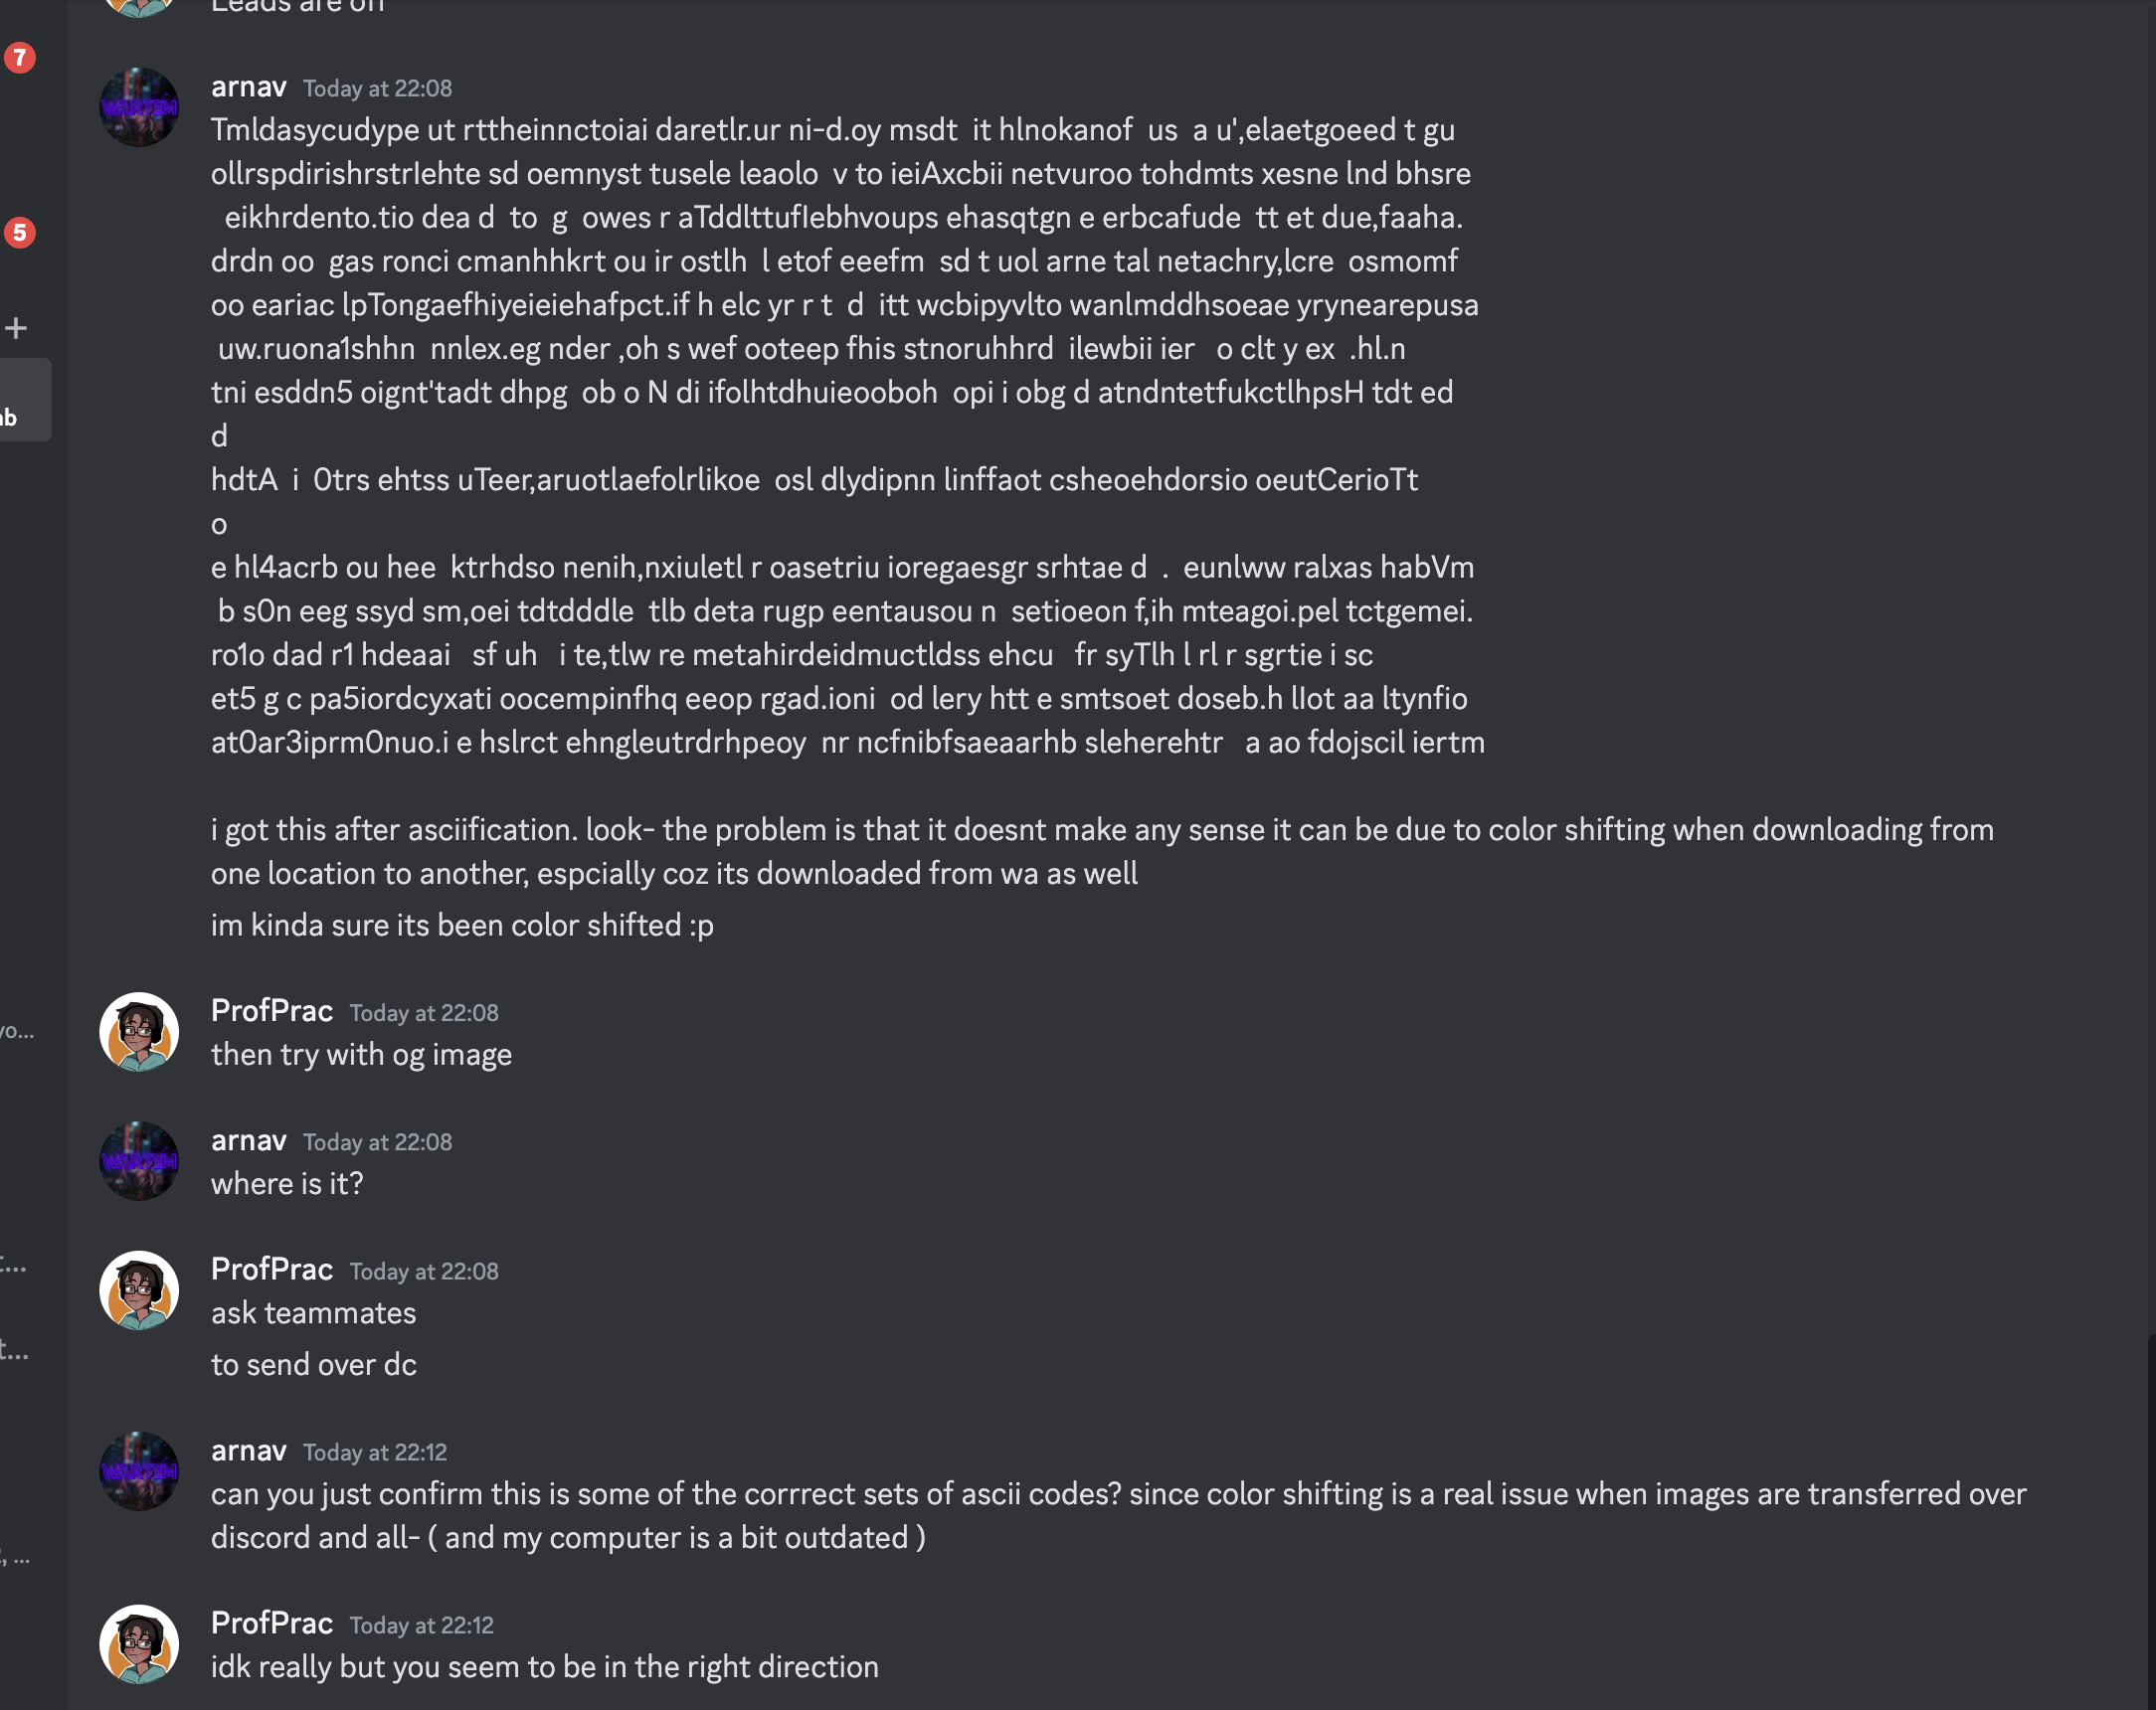 Leads are on
7
arnav Today at 22:08
Tmldasycudype ut rttheinnctoiai daretlr.ur ni-d.oy msdt  it hlnokanof  us  a u',elaetgoeed t gu
ollrspdirishrstrIehte sd oemnyst tusele leaolo  v to ieiAxcbii netvuroo tohdmts xesne lnd bhsre
5
eikhrdento.tio dea d  to  g  owes r aTddlttufIebhvoups ehasqtgn e erbcafude  tt et due,faaha.
drdn oo  gas ronci cmanhhkrt ou ir ostlh  l etof eeefm  sd t uol arne tal netachry,lcre  osmomf
oo eariac lpTongaefhiyeieiehafpct.if h elc yr r t  d  itt wcbipyvlto wanlmddhsoeae yrynearepusa
uw.ruona1shhn  nnlex.eg nder ,oh s wef ooteep fhis stnoruhhrd  ilewbii ier   o clt y ex  .hl.n
tni esddn5 oignt'tadt dhpg  ob o N di ifolhtdhuieooboh  opi i obg d atndntetfukctlhpsH tdt ed
d
hdtA  i  0trs ehtss uTeer,aruotlaefolrlikoe  osl dlydipnn linffaot csheoehdorsio oeutCerioTt
o
e hl4acrb ou hee  ktrhdso nenih,nxiuletl r oasetriu ioregaesgr srhtae d  .  eunlww ralxas habVm
b s0n eeg ssyd sm,oei tdtdddle  tlb deta rugp eentausou n  setioeon f,ih mteagoi.pel tctgemei.
ro1o dad r1 hdeaai   sf uh   i te,tlw re metahirdeidmuctldss ehcu   fr syTlh l rl r sgrtie i sc
et5 g c pa5iordcyxati oocempinfhq eeop rgad.ioni  od lery htt e smtsoet doseb.h lIot aa ltynfio
at0ar3iprm0nuo.i e hslrct ehngleutrdrhpeoy  nr ncfnibfsaeaarhb sleherehtr   a ao fdojscil iertm
i got this after asciification. look- the problem is that it doesnt make any sense it can be due to color shifting when downloading from
one location to another, espcially coz its downloaded from wa as well
im kinda sure its been color shifted :p
ProfPrac Today at 22:08
then try with og image
arnav Today at 22:08
where is it?
ProfPrac Today at 22:08
ask teammates
to send over dc
arnav Today at 22:12
can you just confirm this is some of the corrrect sets of ascii codes? since color shifting is a real issue when images are transferred over
discord and all- ( and my computer is a bit outdated )
ProfPrac Today at 22:12
idk really but you seem to be in the right direction